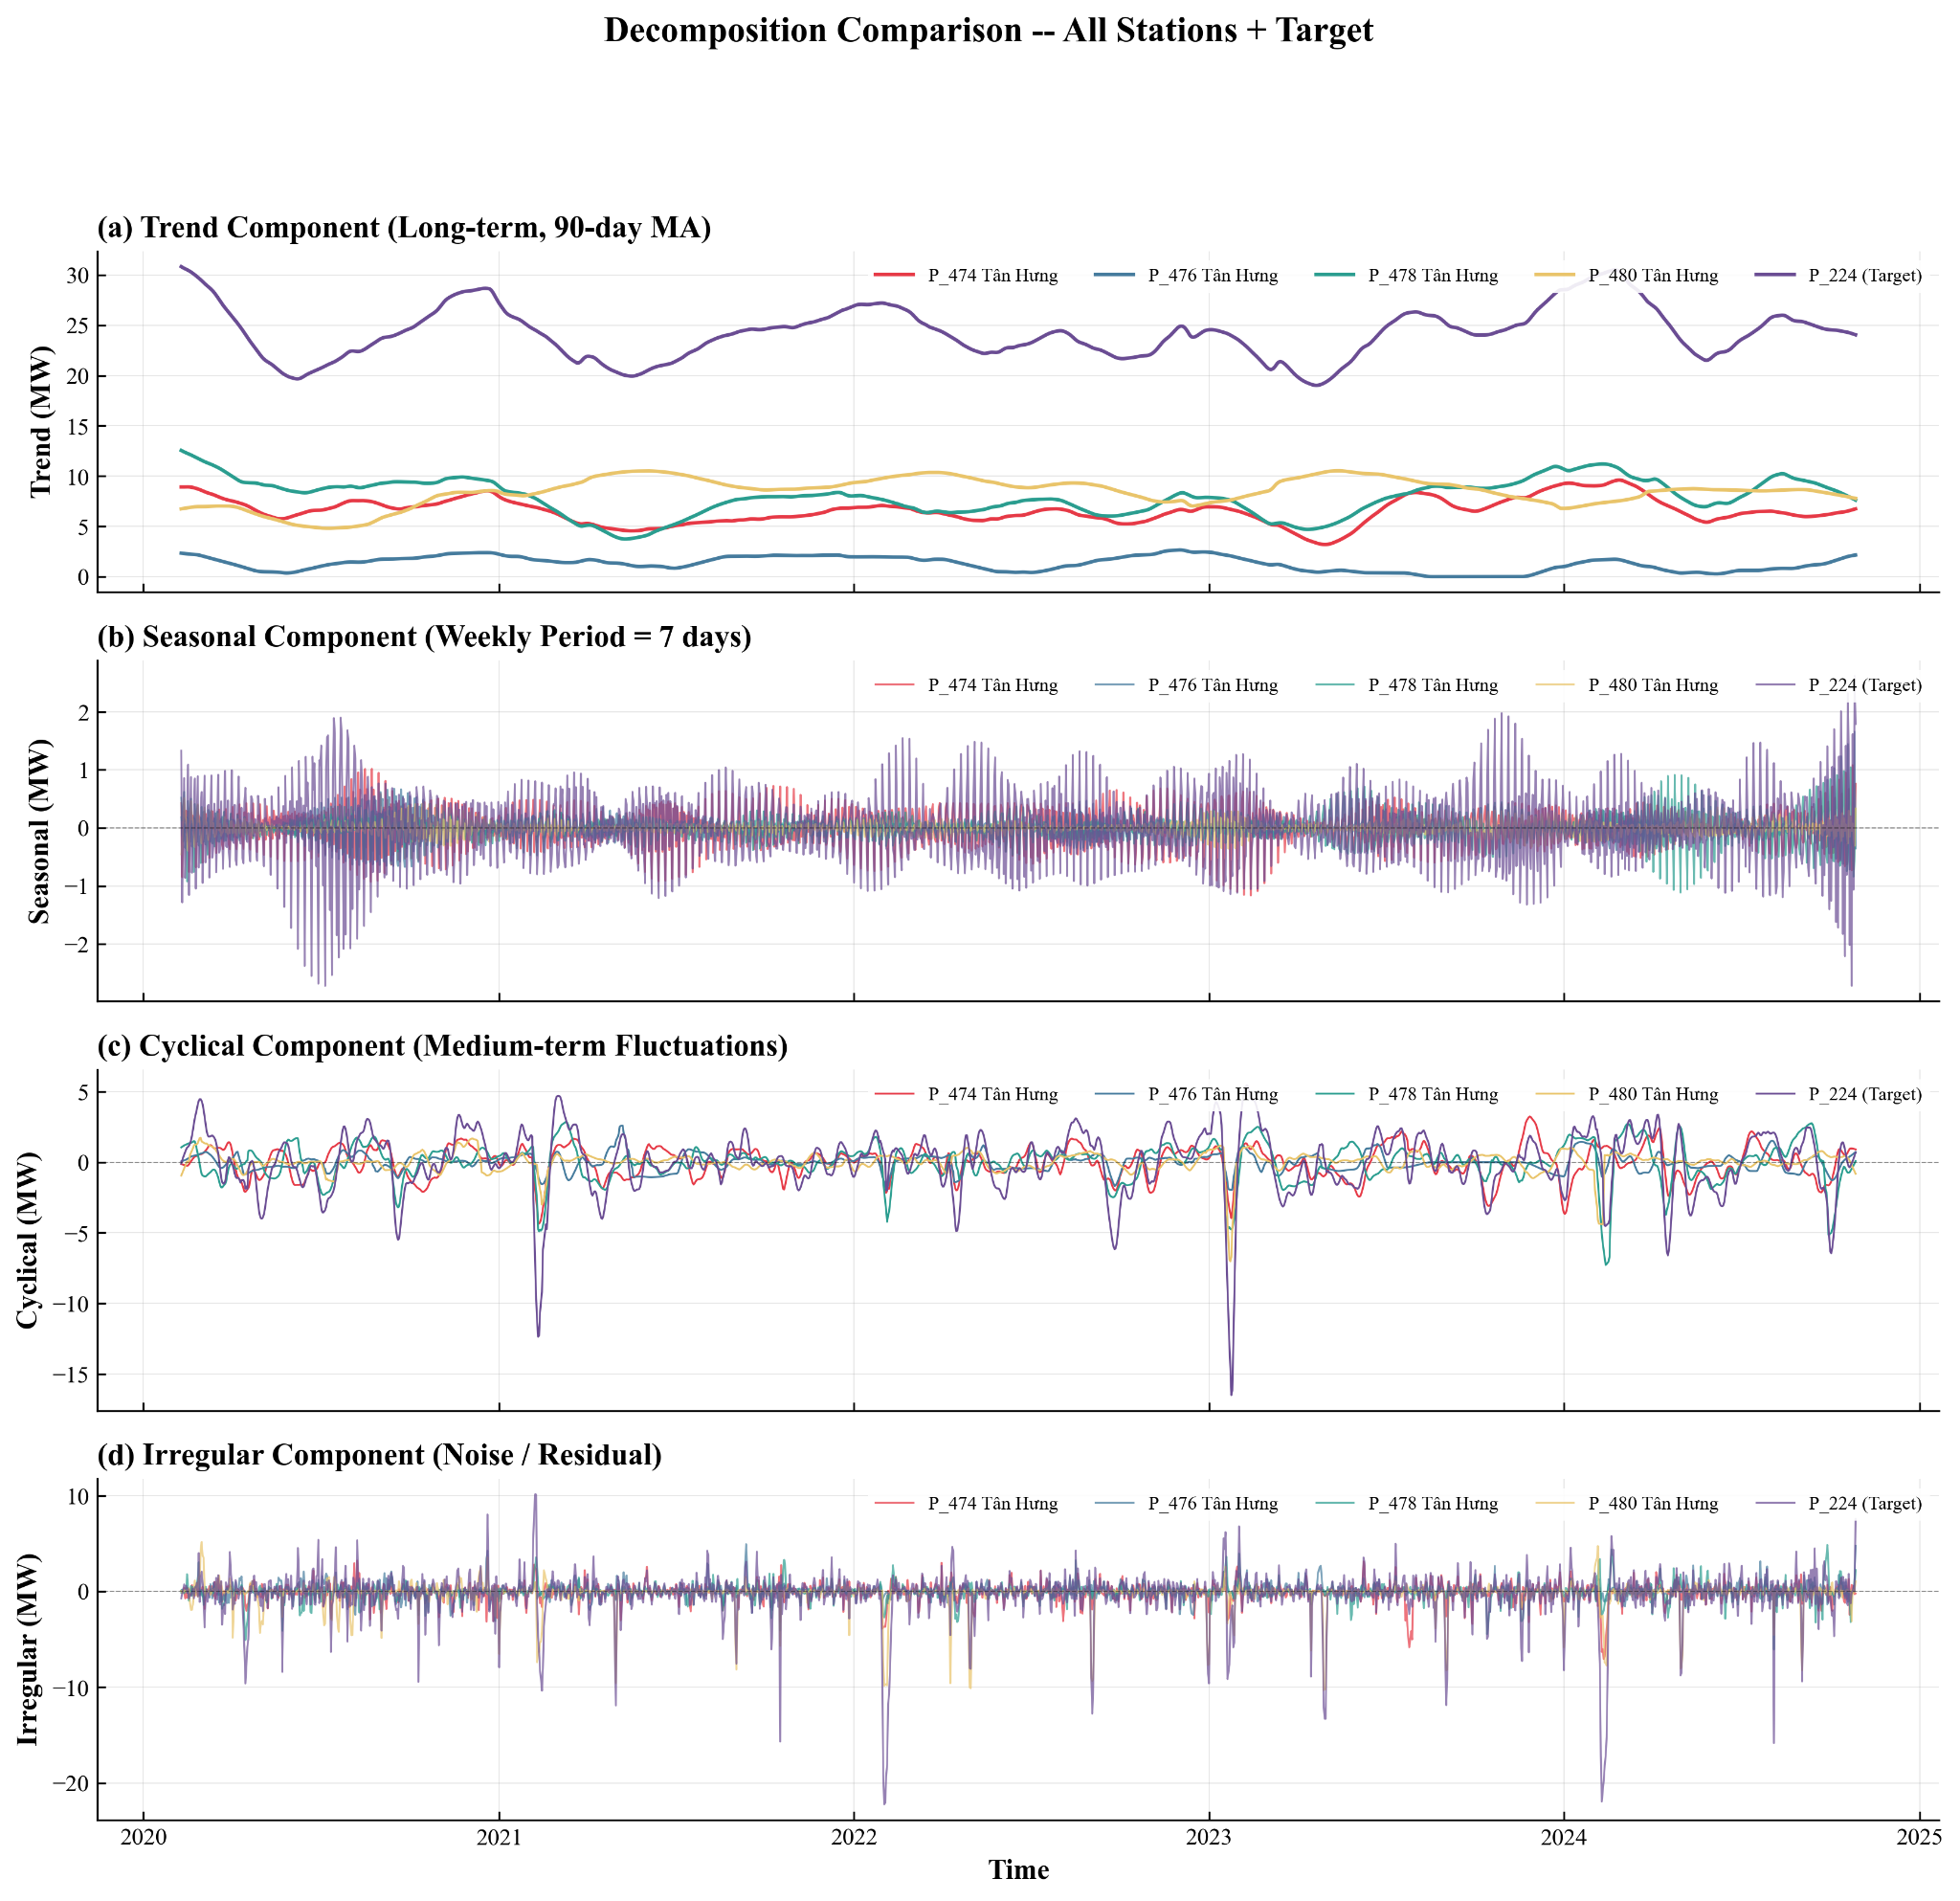 Decomposition Comparison -- All Stations + Target
(a) Trend Component (Long-term, 90-day MA)
P_474 Tân Hưng P_476 Tân Hưng P_478 Tân Hưng P_480 Tân Hưng P_224 (Target)
Trend (MW)
30
25
20
15
10
5
0
(b) Seasonal Component (Weekly Period = 7 days)
P_474 Tân Hưng P_476 Tân Hưng P_478 Tân Hưng P_480 Tân Hưng P_224 (Target)
Seasonal (MW)
2
1
0
−1
−2
(c) Cyclical Component (Medium-term Fluctuations)
P_474 Tân Hưng P_476 Tân Hưng P_478 Tân Hưng P_480 Tân Hưng P_224 (Target)
Cyclical (MW)
5
0
−5
−10
−15
(d) Irregular Component (Noise / Residual)
P_474 Tân Hưng P_476 Tân Hưng P_478 Tân Hưng P_480 Tân Hưng P_224 (Target)
Irregular (MW)
10
0
−10
−20
2020 2021 2022 2023 2024 2025
Time